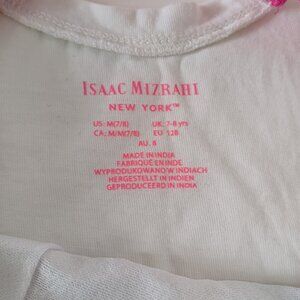 ISAAC MIZRAHI
NEW YORK™
US: M(7/8) UK: 7-8 yrs
CA: M/M(7/8) EU: 128
AU: 8
MADE IN INDIA
FABRIQUE EN INDE
WYPRODUKOWANO W INDIACH
HERGESTELLT IN INDIEN
GEPRODUCEERD IN INDIA